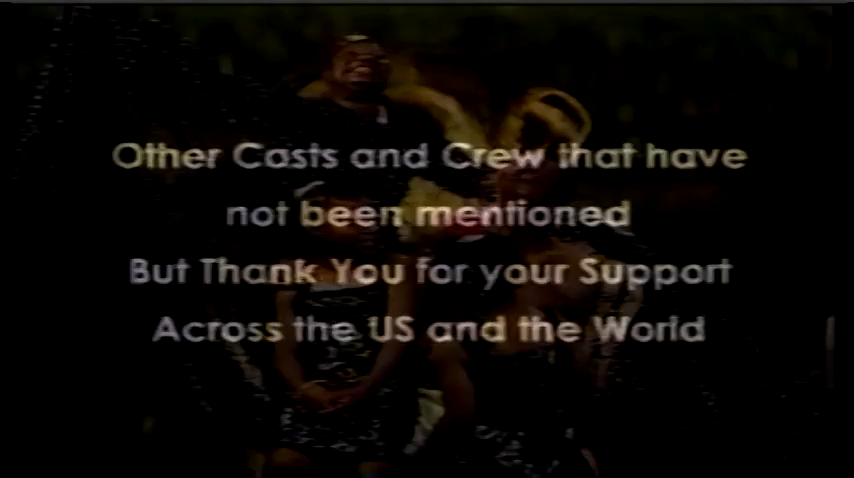 Other Casts and Crew that have
not been mentioned
But Thank You for your Support
Across the US and the World